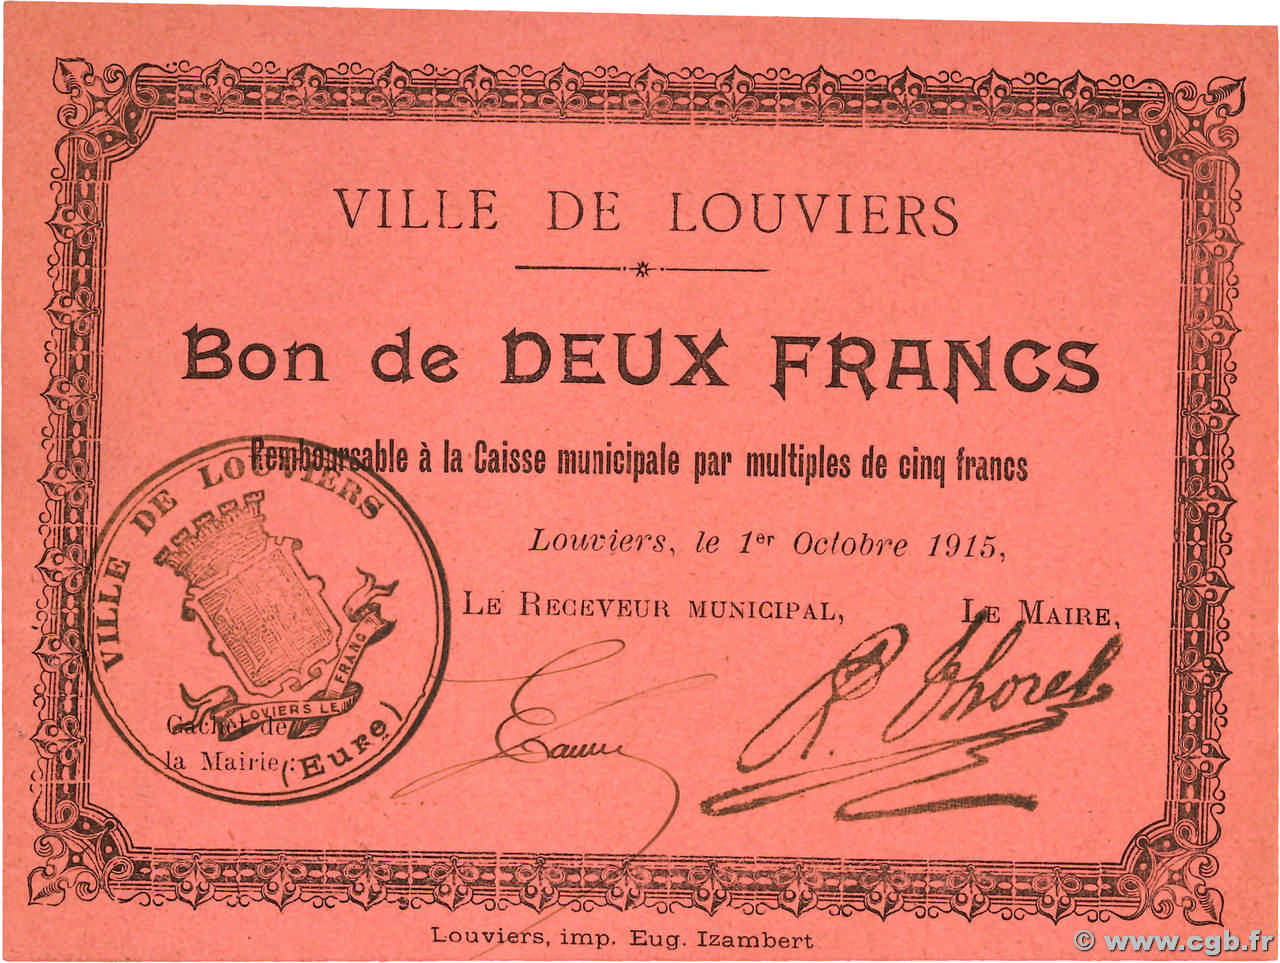 VILLE DE LOUVIERS
Bon de DEUX FRANCS
Remboursable à la Caisse municipale par multiples de cinq francs
Louviers, le 1er Octobre 1915,
LE RECEVEUR MUNICIPAL, LE MAIRE,
P. Thorel
VILLE DE LOUVIERS
LOVIERS LE FRANC
Cachet de
la Mairie:
(Eure)
Louviers, imp. Eug. Izambert
© www.cgb.fr